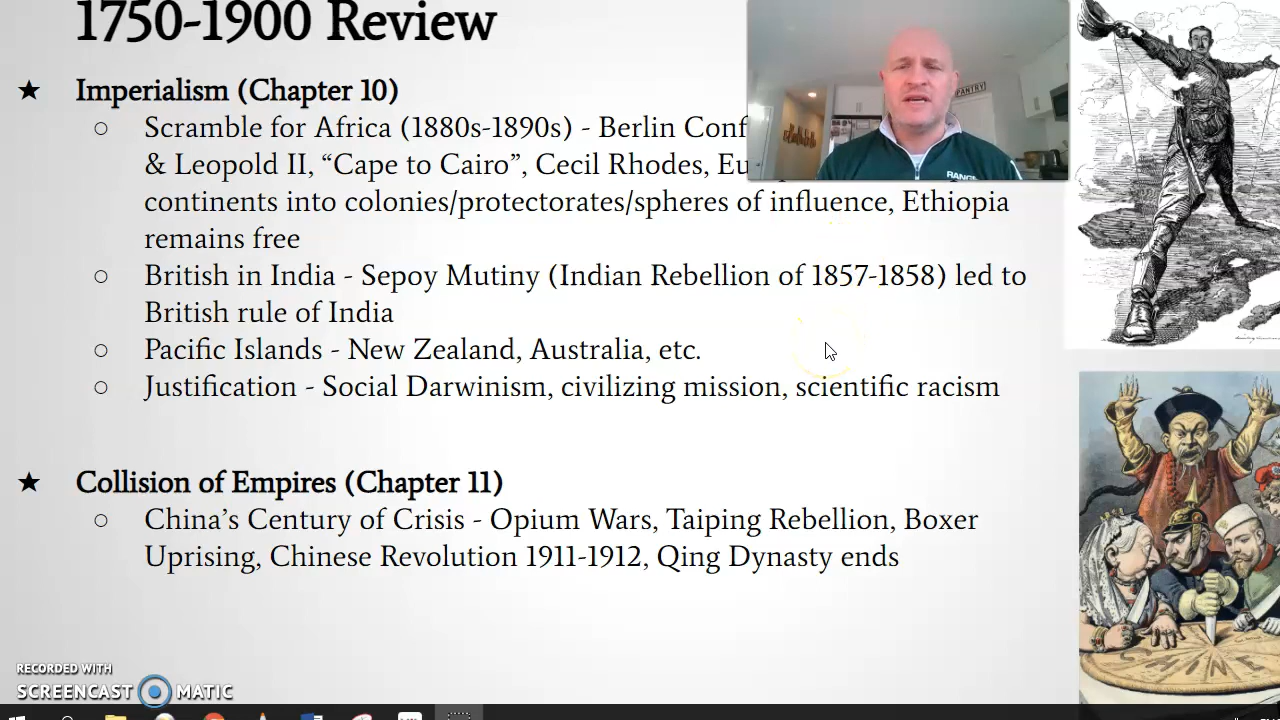 1750-1900 Review
PANTRY
★ Imperialism (Chapter 10)
○ Scramble for Africa (1880s-1890s) - Berlin Conf
& Leopold II, “Cape to Cairo”, Cecil Rhodes, Eu
RANGE
continents into colonies/protectorates/spheres of influence, Ethiopia
remains free
○ British in India - Sepoy Mutiny (Indian Rebellion of 1857-1858) led to
British rule of India
○ Pacific Islands - New Zealand, Australia, etc.
○ Justification - Social Darwinism, civilizing mission, scientific racism
★ Collision of Empires (Chapter 11)
○ China’s Century of Crisis - Opium Wars, Taiping Rebellion, Boxer
Uprising, Chinese Revolution 1911-1912, Qing Dynasty ends
CHINE
RECORDED WITH
SCREENCAST MATIC